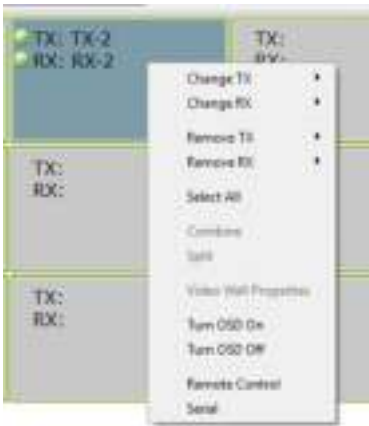 TX: TX-2
RX: RX-2
TX:
RX:
Change TX
Change RX
Remove TX
Remove RX
Select All
Combine
Split
Video Wall Properties
Turn OSD On
Turn OSD Off
Remote Control
Serial
TX:
RX:
TX:
RX: